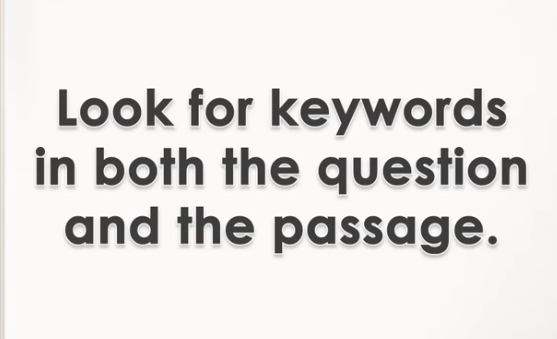 Look for keywords
in both the question
and the passage.